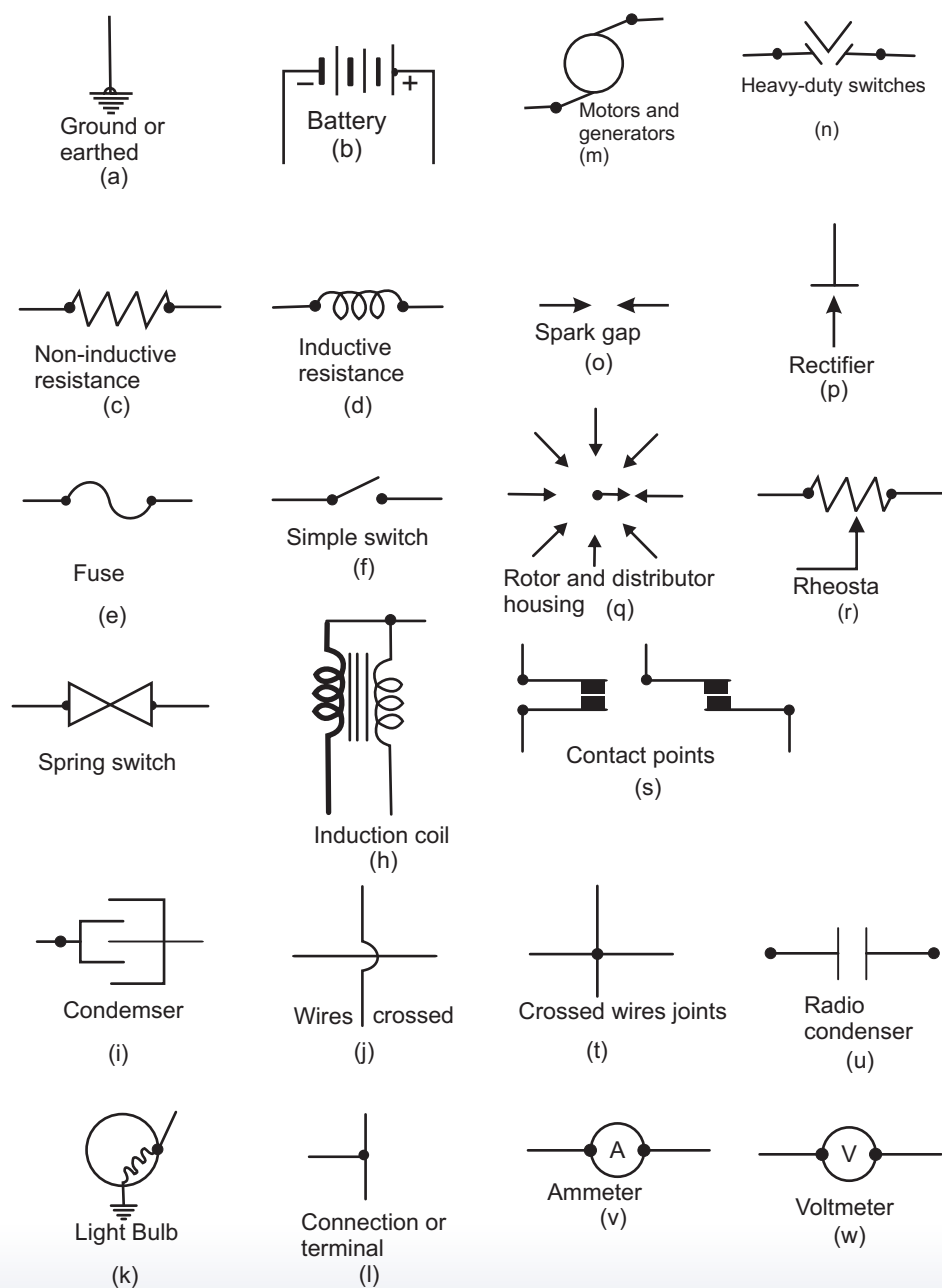 Ground or
earthed
(a)
− +
Battery
(b)
Motors and
generators
(m)
Heavy-duty switches
(n)
Non-inductive
resistance
(c)
Inductive
resistance
(d)
Spark gap
(o)
Rectifier
(p)
Fuse
(e)
Simple switch
(f)
Rotor and distributor
housing (q)
Rheosta
(r)
Spring switch
Induction coil
(h)
Contact points
(s)
Condemser
(i)
Wires crossed
(j)
Crossed wires joints
(t)
Radio
condenser
(u)
Light Bulb
(k)
Connection or
terminal
(l)
A
Ammeter
(v)
V
Voltmeter
(w)